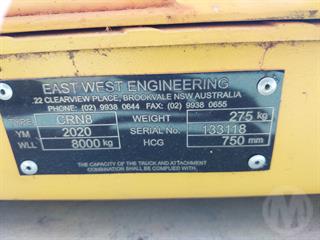 EAST WEST ENGINEERING
22 CLEARVIEW PLACE, BROOKVALE NSW AUSTRALIA
PHONE: (02) 9938 0644 FAX: (02) 9938 0655
TYPE CRN8 WEIGHT 275 kg
YM 2020 SERIAL No. 133118
WLL 8000 kg HCG 750 mm
THE CAPACITY OF THE TRUCK AND ATTACHMENT
COMBINATION SHALL BE COMPLIED WITH.